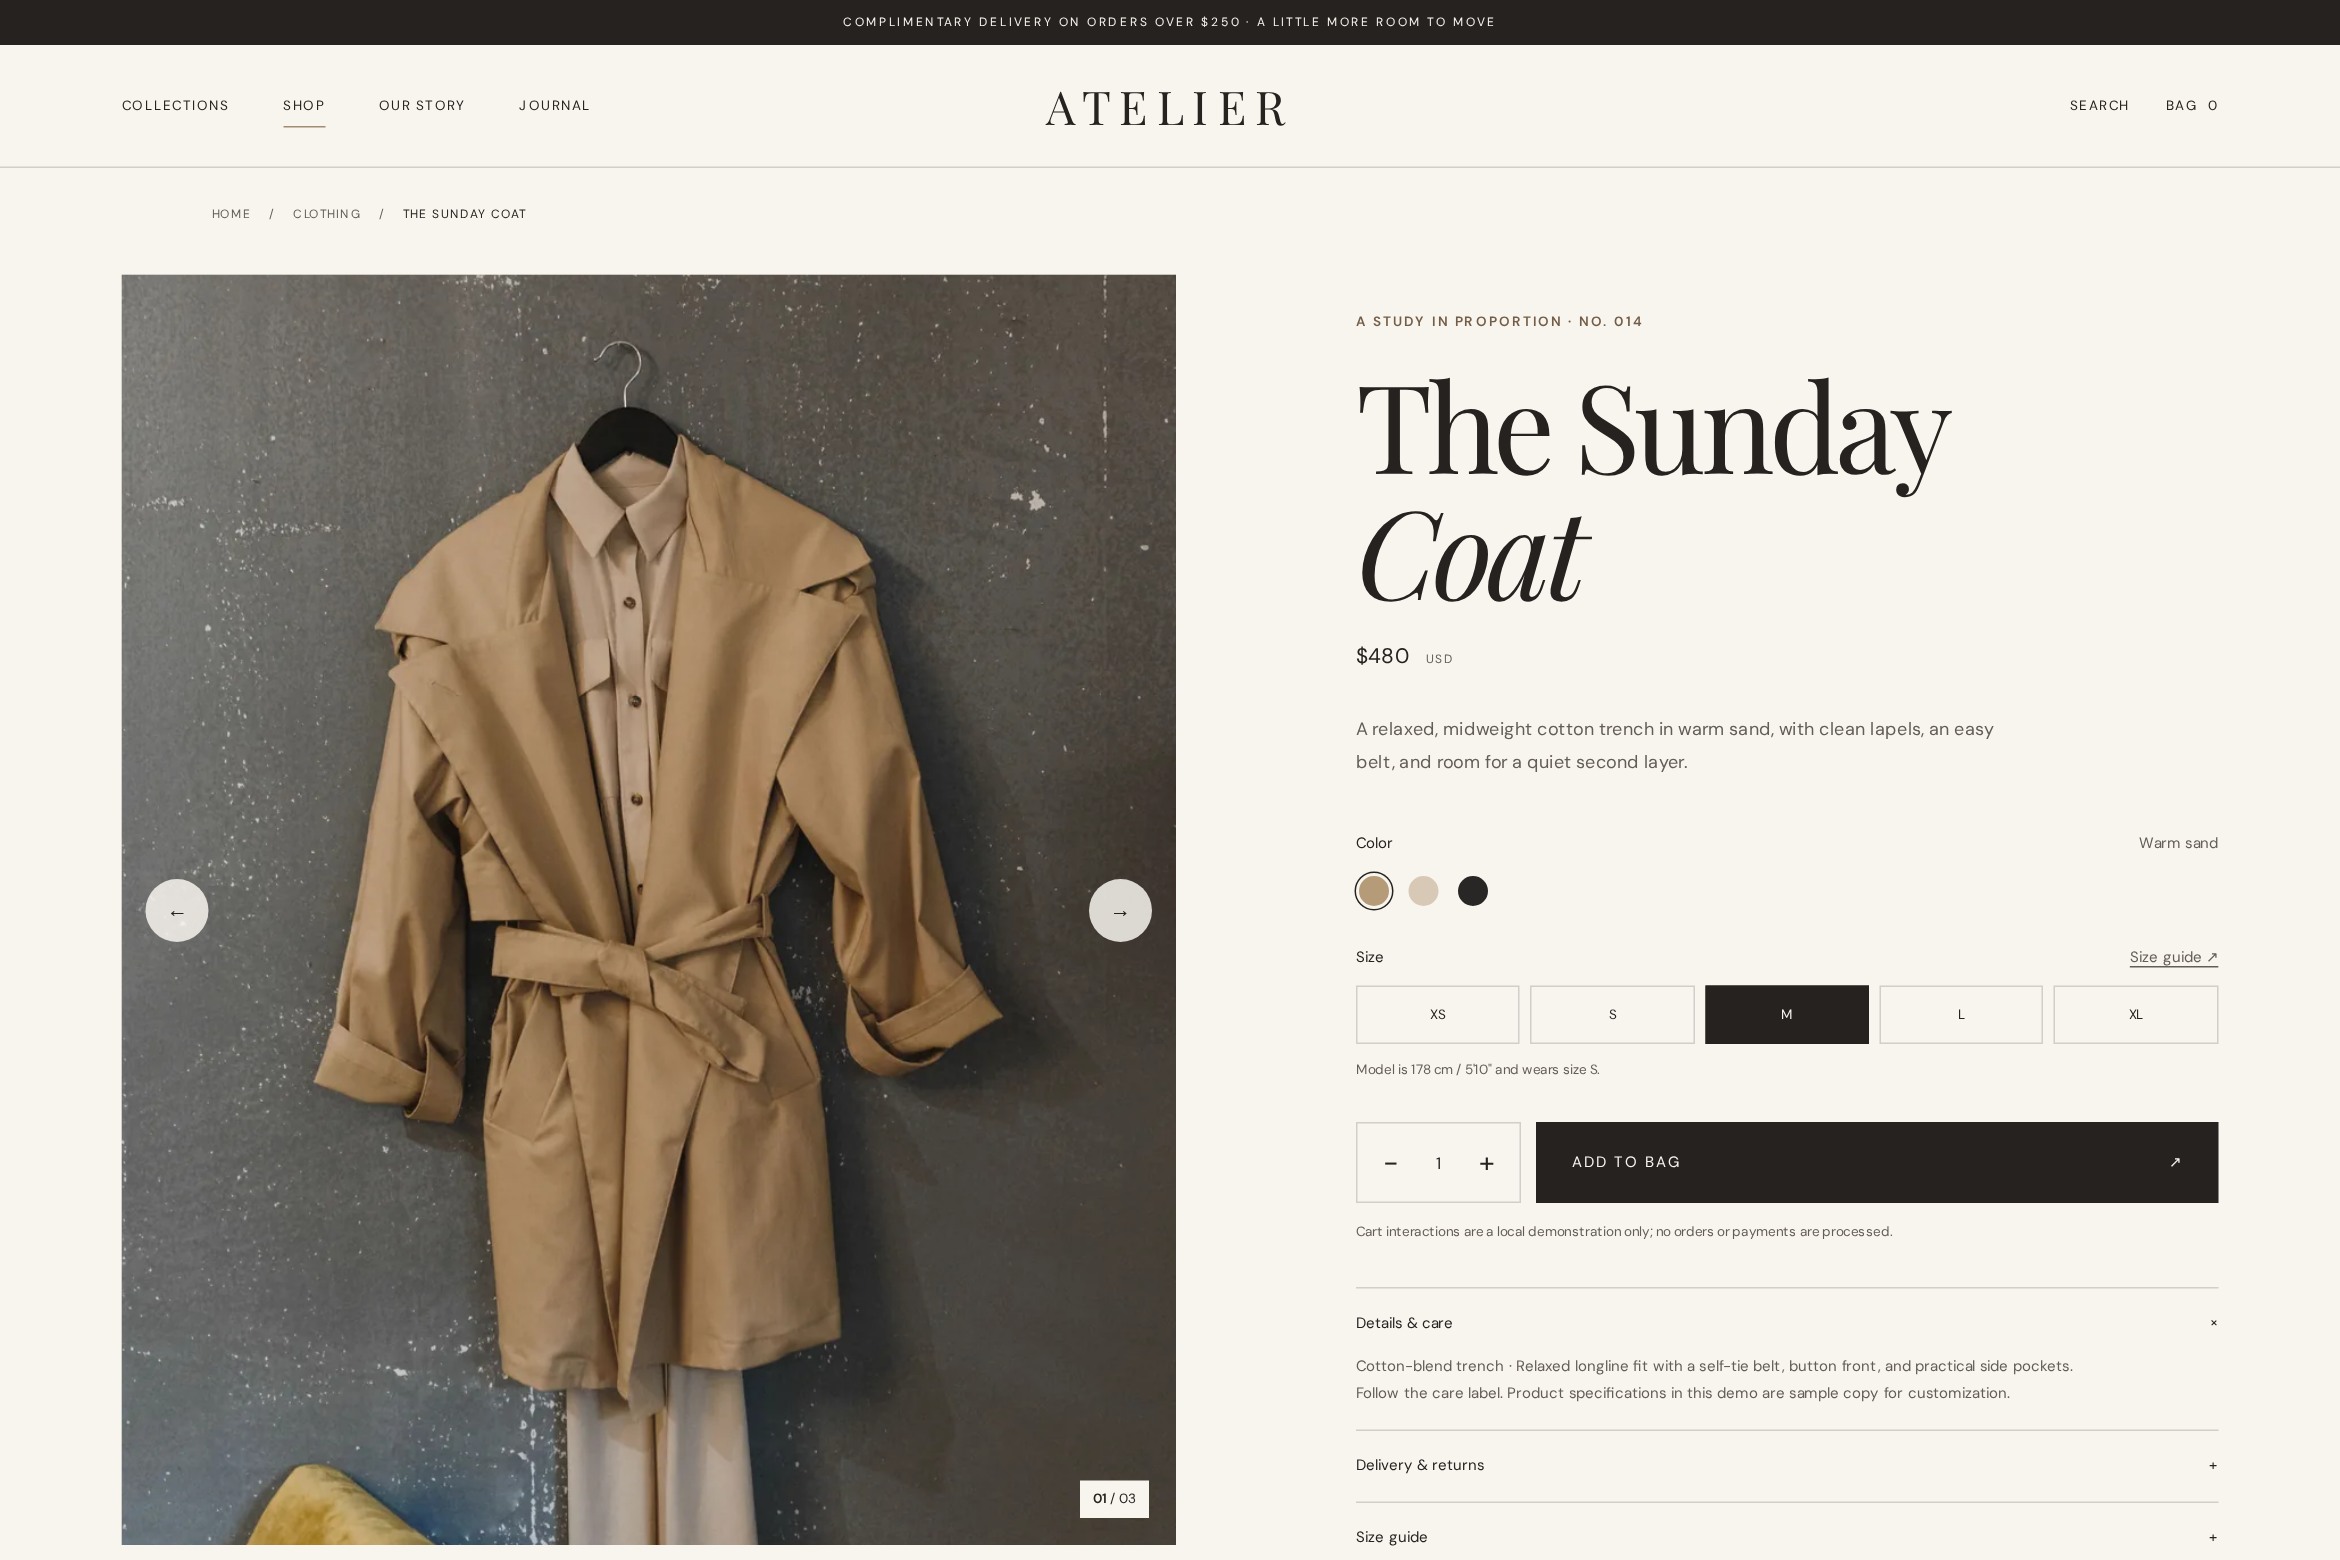 COMPLIMENTARY DELIVERY ON ORDERS OVER $250 · A LITTLE MORE ROOM TO MOVE
COLLECTIONS SHOP OUR STORY JOURNAL ATELIER SEARCH BAG 0
HOME / CLOTHING / THE SUNDAY COAT
A STUDY IN PROPORTION · NO. 014
The Sunday
Coat
$480 USD
A relaxed, midweight cotton trench in warm sand, with clean lapels, an easy
belt, and room for a quiet second layer.
Color Warm sand
← →
Size Size guide ↗
XS S M L XL
Model is 178 cm / 5'10" and wears size S.
− 1 + ADD TO BAG ↗
Cart interactions are a local demonstration only; no orders or payments are processed.
Details & care ×
Cotton-blend trench · Relaxed longline fit with a self-tie belt, button front, and practical side pockets.
Follow the care label. Product specifications in this demo are sample copy for customization.
Delivery & returns +
01 / 03
Size guide +